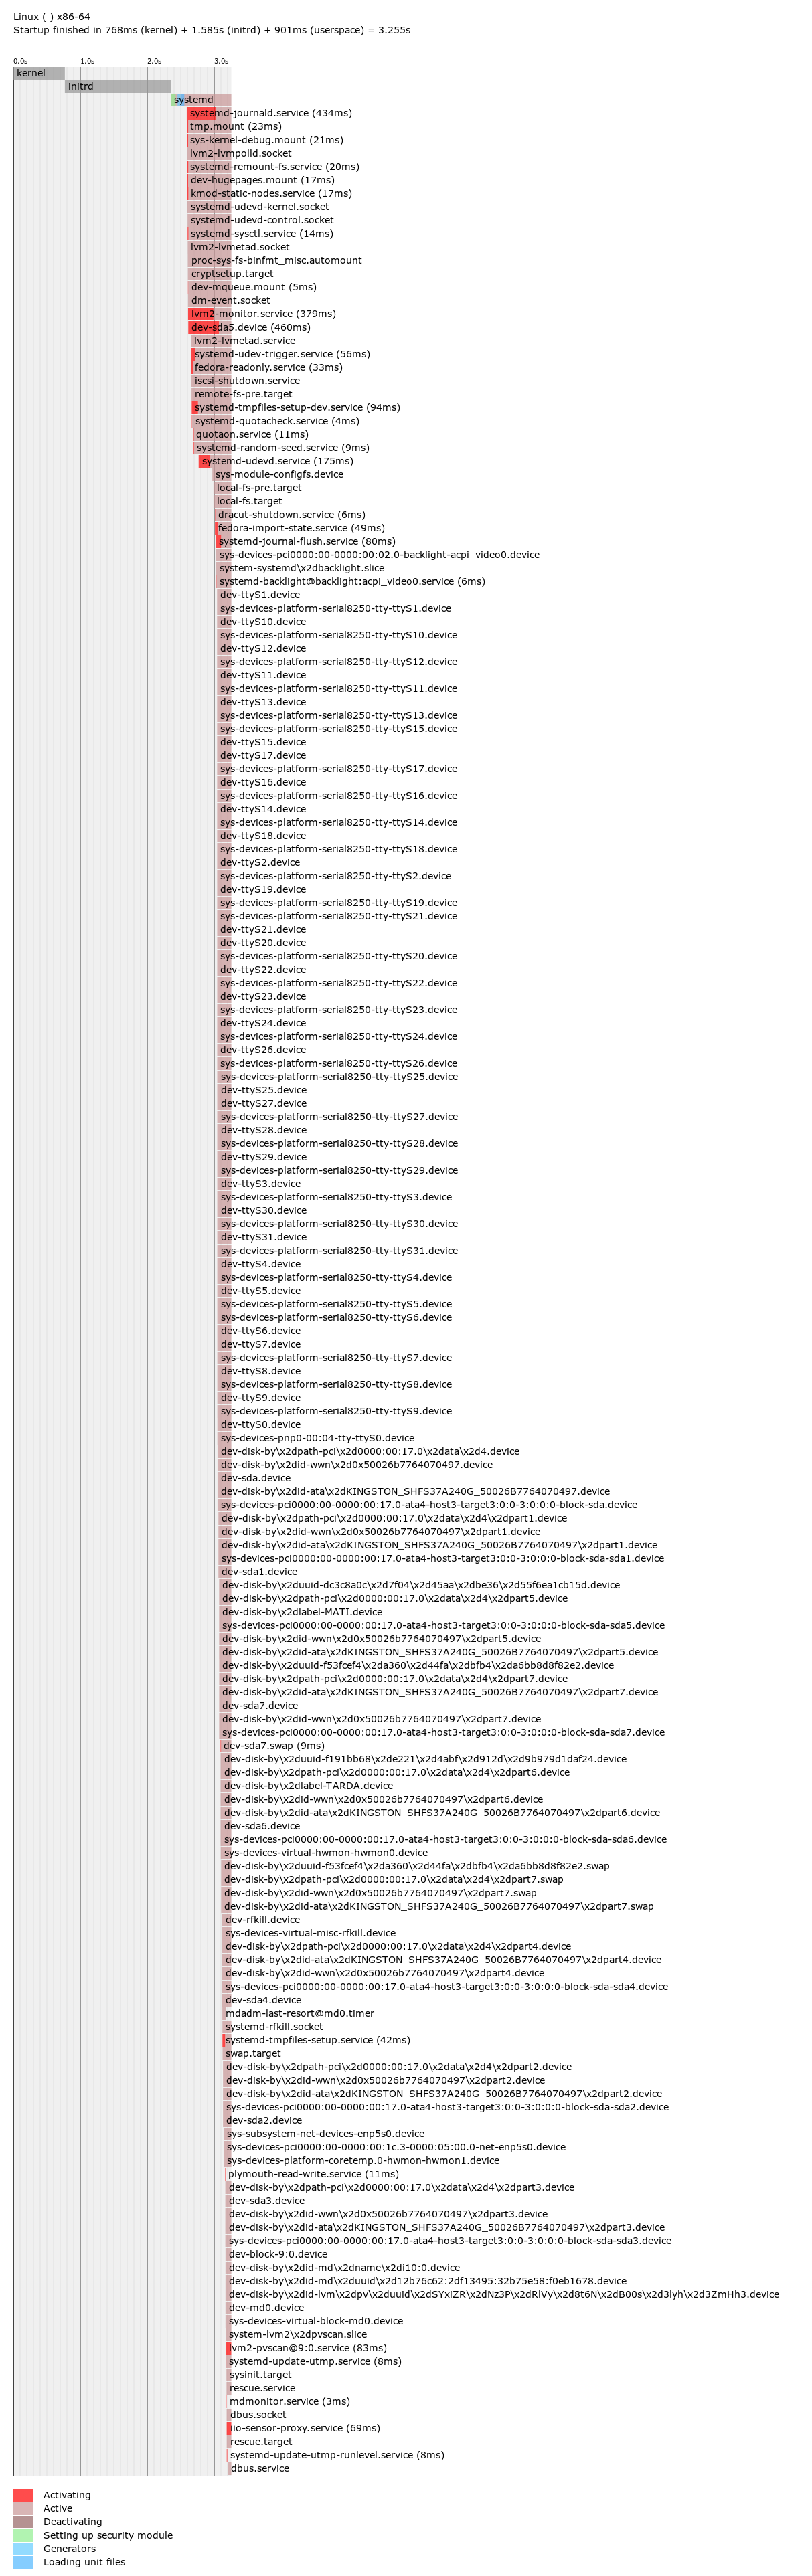 Linux ( ) x86-64
Startup finished in 768ms (kernel) + 1.585s (initrd) + 901ms (userspace) = 3.255s
0.0s 1.0s 2.0s 3.0s
kernel
initrd
systemd
systemd-journald.service (434ms)
tmp.mount (23ms)
sys-kernel-debug.mount (21ms)
lvm2-lvmpolld.socket
systemd-remount-fs.service (20ms)
dev-hugepages.mount (17ms)
kmod-static-nodes.service (17ms)
systemd-udevd-kernel.socket
systemd-udevd-control.socket
systemd-sysctl.service (14ms)
lvm2-lvmetad.socket
proc-sys-fs-binfmt_misc.automount
cryptsetup.target
dev-mqueue.mount (5ms)
dm-event.socket
lvm2-monitor.service (379ms)
dev-sda5.device (460ms)
lvm2-lvmetad.service
systemd-udev-trigger.service (56ms)
fedora-readonly.service (33ms)
iscsi-shutdown.service
remote-fs-pre.target
systemd-tmpfiles-setup-dev.service (94ms)
systemd-quotacheck.service (4ms)
quotaon.service (11ms)
systemd-random-seed.service (9ms)
systemd-udevd.service (175ms)
sys-module-configfs.device
local-fs-pre.target
local-fs.target
dracut-shutdown.service (6ms)
fedora-import-state.service (49ms)
systemd-journal-flush.service (80ms)
sys-devices-pci0000:00-0000:00:02.0-backlight-acpi_video0.device
system-systemd\x2dbacklight.slice
systemd-backlight@backlight:acpi_video0.service (6ms)
dev-ttyS1.device
sys-devices-platform-serial8250-tty-ttyS1.device
dev-ttyS10.device
sys-devices-platform-serial8250-tty-ttyS10.device
dev-ttyS12.device
sys-devices-platform-serial8250-tty-ttyS12.device
dev-ttyS11.device
sys-devices-platform-serial8250-tty-ttyS11.device
dev-ttyS13.device
sys-devices-platform-serial8250-tty-ttyS13.device
sys-devices-platform-serial8250-tty-ttyS15.device
dev-ttyS15.device
dev-ttyS17.device
sys-devices-platform-serial8250-tty-ttyS17.device
dev-ttyS16.device
sys-devices-platform-serial8250-tty-ttyS16.device
dev-ttyS14.device
sys-devices-platform-serial8250-tty-ttyS14.device
dev-ttyS18.device
sys-devices-platform-serial8250-tty-ttyS18.device
dev-ttyS2.device
sys-devices-platform-serial8250-tty-ttyS2.device
dev-ttyS19.device
sys-devices-platform-serial8250-tty-ttyS19.device
sys-devices-platform-serial8250-tty-ttyS21.device
dev-ttyS21.device
dev-ttyS20.device
sys-devices-platform-serial8250-tty-ttyS20.device
dev-ttyS22.device
sys-devices-platform-serial8250-tty-ttyS22.device
dev-ttyS23.device
sys-devices-platform-serial8250-tty-ttyS23.device
dev-ttyS24.device
sys-devices-platform-serial8250-tty-ttyS24.device
dev-ttyS26.device
sys-devices-platform-serial8250-tty-ttyS26.device
sys-devices-platform-serial8250-tty-ttyS25.device
dev-ttyS25.device
dev-ttyS27.device
sys-devices-platform-serial8250-tty-ttyS27.device
dev-ttyS28.device
sys-devices-platform-serial8250-tty-ttyS28.device
dev-ttyS29.device
sys-devices-platform-serial8250-tty-ttyS29.device
dev-ttyS3.device
sys-devices-platform-serial8250-tty-ttyS3.device
dev-ttyS30.device
sys-devices-platform-serial8250-tty-ttyS30.device
dev-ttyS31.device
sys-devices-platform-serial8250-tty-ttyS31.device
dev-ttyS4.device
sys-devices-platform-serial8250-tty-ttyS4.device
dev-ttyS5.device
sys-devices-platform-serial8250-tty-ttyS5.device
sys-devices-platform-serial8250-tty-ttyS6.device
dev-ttyS6.device
dev-ttyS7.device
sys-devices-platform-serial8250-tty-ttyS7.device
dev-ttyS8.device
sys-devices-platform-serial8250-tty-ttyS8.device
dev-ttyS9.device
sys-devices-platform-serial8250-tty-ttyS9.device
dev-ttyS0.device
sys-devices-pnp0-00:04-tty-ttyS0.device
dev-disk-by\x2dpath-pci\x2d0000:00:17.0\x2data\x2d4.device
dev-disk-by\x2did-wwn\x2d0x50026b7764070497.device
dev-sda.device
dev-disk-by\x2did-ata\x2dKINGSTON_SHFS37A240G_50026B7764070497.device
sys-devices-pci0000:00-0000:00:17.0-ata4-host3-target3:0:0-3:0:0:0-block-sda.device
dev-disk-by\x2dpath-pci\x2d0000:00:17.0\x2data\x2d4\x2dpart1.device
dev-disk-by\x2did-wwn\x2d0x50026b7764070497\x2dpart1.device
dev-disk-by\x2did-ata\x2dKINGSTON_SHFS37A240G_50026B7764070497\x2dpart1.device
sys-devices-pci0000:00-0000:00:17.0-ata4-host3-target3:0:0-3:0:0:0-block-sda-sda1.device
dev-sda1.device
dev-disk-by\x2duuid-dc3c8a0c\x2d7f04\x2d45aa\x2dbe36\x2d55f6ea1cb15d.device
dev-disk-by\x2dpath-pci\x2d0000:00:17.0\x2data\x2d4\x2dpart5.device
dev-disk-by\x2dlabel-MATI.device
sys-devices-pci0000:00-0000:00:17.0-ata4-host3-target3:0:0-3:0:0:0-block-sda-sda5.device
dev-disk-by\x2did-wwn\x2d0x50026b7764070497\x2dpart5.device
dev-disk-by\x2did-ata\x2dKINGSTON_SHFS37A240G_50026B7764070497\x2dpart5.device
dev-disk-by\x2duuid-f53fcef4\x2da360\x2d44fa\x2dbfb4\x2da6bb8d8f82e2.device
dev-disk-by\x2dpath-pci\x2d0000:00:17.0\x2data\x2d4\x2dpart7.device
dev-disk-by\x2did-ata\x2dKINGSTON_SHFS37A240G_50026B7764070497\x2dpart7.device
dev-sda7.device
dev-disk-by\x2did-wwn\x2d0x50026b7764070497\x2dpart7.device
sys-devices-pci0000:00-0000:00:17.0-ata4-host3-target3:0:0-3:0:0:0-block-sda-sda7.device
dev-sda7.swap (9ms)
dev-disk-by\x2duuid-f191bb68\x2de221\x2d4abf\x2d912d\x2d9b979d1daf24.device
dev-disk-by\x2dpath-pci\x2d0000:00:17.0\x2data\x2d4\x2dpart6.device
dev-disk-by\x2dlabel-TARDA.device
dev-disk-by\x2did-wwn\x2d0x50026b7764070497\x2dpart6.device
dev-disk-by\x2did-ata\x2dKINGSTON_SHFS37A240G_50026B7764070497\x2dpart6.device
dev-sda6.device
sys-devices-pci0000:00-0000:00:17.0-ata4-host3-target3:0:0-3:0:0:0-block-sda-sda6.device
sys-devices-virtual-hwmon-hwmon0.device
dev-disk-by\x2duuid-f53fcef4\x2da360\x2d44fa\x2dbfb4\x2da6bb8d8f82e2.swap
dev-disk-by\x2dpath-pci\x2d0000:00:17.0\x2data\x2d4\x2dpart7.swap
dev-disk-by\x2did-wwn\x2d0x50026b7764070497\x2dpart7.swap
dev-disk-by\x2did-ata\x2dKINGSTON_SHFS37A240G_50026B7764070497\x2dpart7.swap
dev-rfkill.device
sys-devices-virtual-misc-rfkill.device
dev-disk-by\x2dpath-pci\x2d0000:00:17.0\x2data\x2d4\x2dpart4.device
dev-disk-by\x2did-ata\x2dKINGSTON_SHFS37A240G_50026B7764070497\x2dpart4.device
dev-disk-by\x2did-wwn\x2d0x50026b7764070497\x2dpart4.device
sys-devices-pci0000:00-0000:00:17.0-ata4-host3-target3:0:0-3:0:0:0-block-sda-sda4.device
dev-sda4.device
mdadm-last-resort@md0.timer
systemd-rfkill.socket
systemd-tmpfiles-setup.service (42ms)
swap.target
dev-disk-by\x2dpath-pci\x2d0000:00:17.0\x2data\x2d4\x2dpart2.device
dev-disk-by\x2did-wwn\x2d0x50026b7764070497\x2dpart2.device
dev-disk-by\x2did-ata\x2dKINGSTON_SHFS37A240G_50026B7764070497\x2dpart2.device
sys-devices-pci0000:00-0000:00:17.0-ata4-host3-target3:0:0-3:0:0:0-block-sda-sda2.device
dev-sda2.device
sys-subsystem-net-devices-enp5s0.device
sys-devices-pci0000:00-0000:00:1c.3-0000:05:00.0-net-enp5s0.device
sys-devices-platform-coretemp.0-hwmon-hwmon1.device
plymouth-read-write.service (11ms)
dev-disk-by\x2dpath-pci\x2d0000:00:17.0\x2data\x2d4\x2dpart3.device
dev-sda3.device
dev-disk-by\x2did-wwn\x2d0x50026b7764070497\x2dpart3.device
dev-disk-by\x2did-ata\x2dKINGSTON_SHFS37A240G_50026B7764070497\x2dpart3.device
sys-devices-pci0000:00-0000:00:17.0-ata4-host3-target3:0:0-3:0:0:0-block-sda-sda3.device
dev-block-9:0.device
dev-disk-by\x2did-md\x2dname\x2di10:0.device
dev-disk-by\x2did-md\x2duuid\x2d12b76c62:2df13495:32b75e58:f0eb1678.device
dev-disk-by\x2did-lvm\x2dpv\x2duuid\x2dSYxiZR\x2dNz3P\x2dRlVy\x2d8t6N\x2dB00s\x2d3lyh\x2d3ZmHh3.device
dev-md0.device
sys-devices-virtual-block-md0.device
system-lvm2\x2dpvscan.slice
lvm2-pvscan@9:0.service (83ms)
systemd-update-utmp.service (8ms)
sysinit.target
rescue.service
mdmonitor.service (3ms)
dbus.socket
iio-sensor-proxy.service (69ms)
rescue.target
systemd-update-utmp-runlevel.service (8ms)
dbus.service
Activating
Active
Deactivating
Setting up security module
Generators
Loading unit files